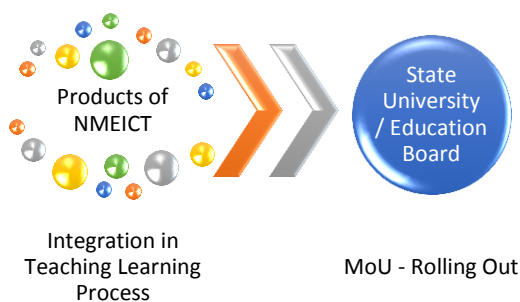 Products of
NMEICT
State
University
/ Education
Board
Integration in
Teaching Learning
Process
MoU - Rolling Out